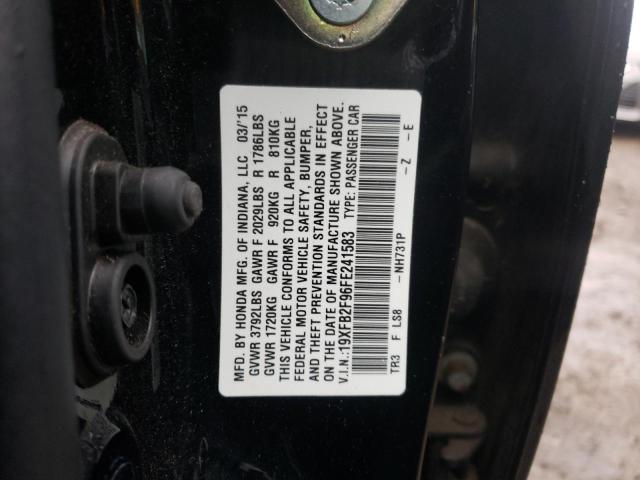 MFD. BY HONDA MFG. OF INDIANA, LLC 03/15
GVWR 3792LBS GAWR F 2029LBS R 1786LBS
GVWR 1720KG GAWR F 920KG R 810KG
THIS VEHICLE CONFORMS TO ALL APPLICABLE
FEDERAL MOTOR VEHICLE SAFETY, BUMPER,
AND THEFT PREVENTION STANDARDS IN EFFECT
ON THE DATE OF MANUFACTURE SHOWN ABOVE.
V.I.N.:19XFB2F96FE241583 TYPE: PASSENGER CAR
TR3 F LS8 -NH731P -Z -E